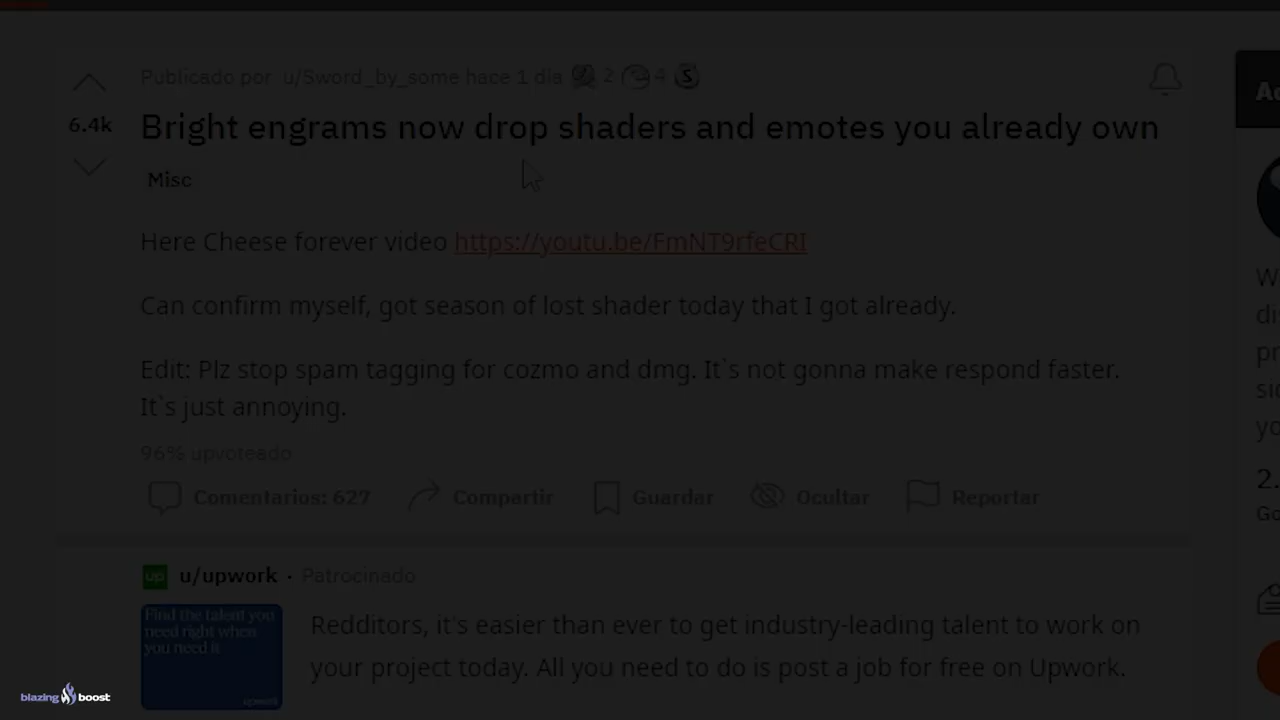 Publicado por u/Sword_by_some hace 1 día 2 4 S
6.4k
Bright engrams now drop shaders and emotes you already own
Misc
Here Cheese forever video https://youtu.be/FmNT9rfeCRI
Can confirm myself, got season of lost shader today that I got already.
Edit: Plz stop spam tagging for cozmo and dmg. It`s not gonna make respond faster.
It`s just annoying.
96% upvoteado
Comentarios: 627 Compartir Guardar Ocultar Reportar
up u/upwork · Patrocinado
Find the talent you
need right when
you need it
upwork
Redditors, it's easier than ever to get industry-leading talent to work on
your project today. All you need to do is post a job for free on Upwork.
blazing boost